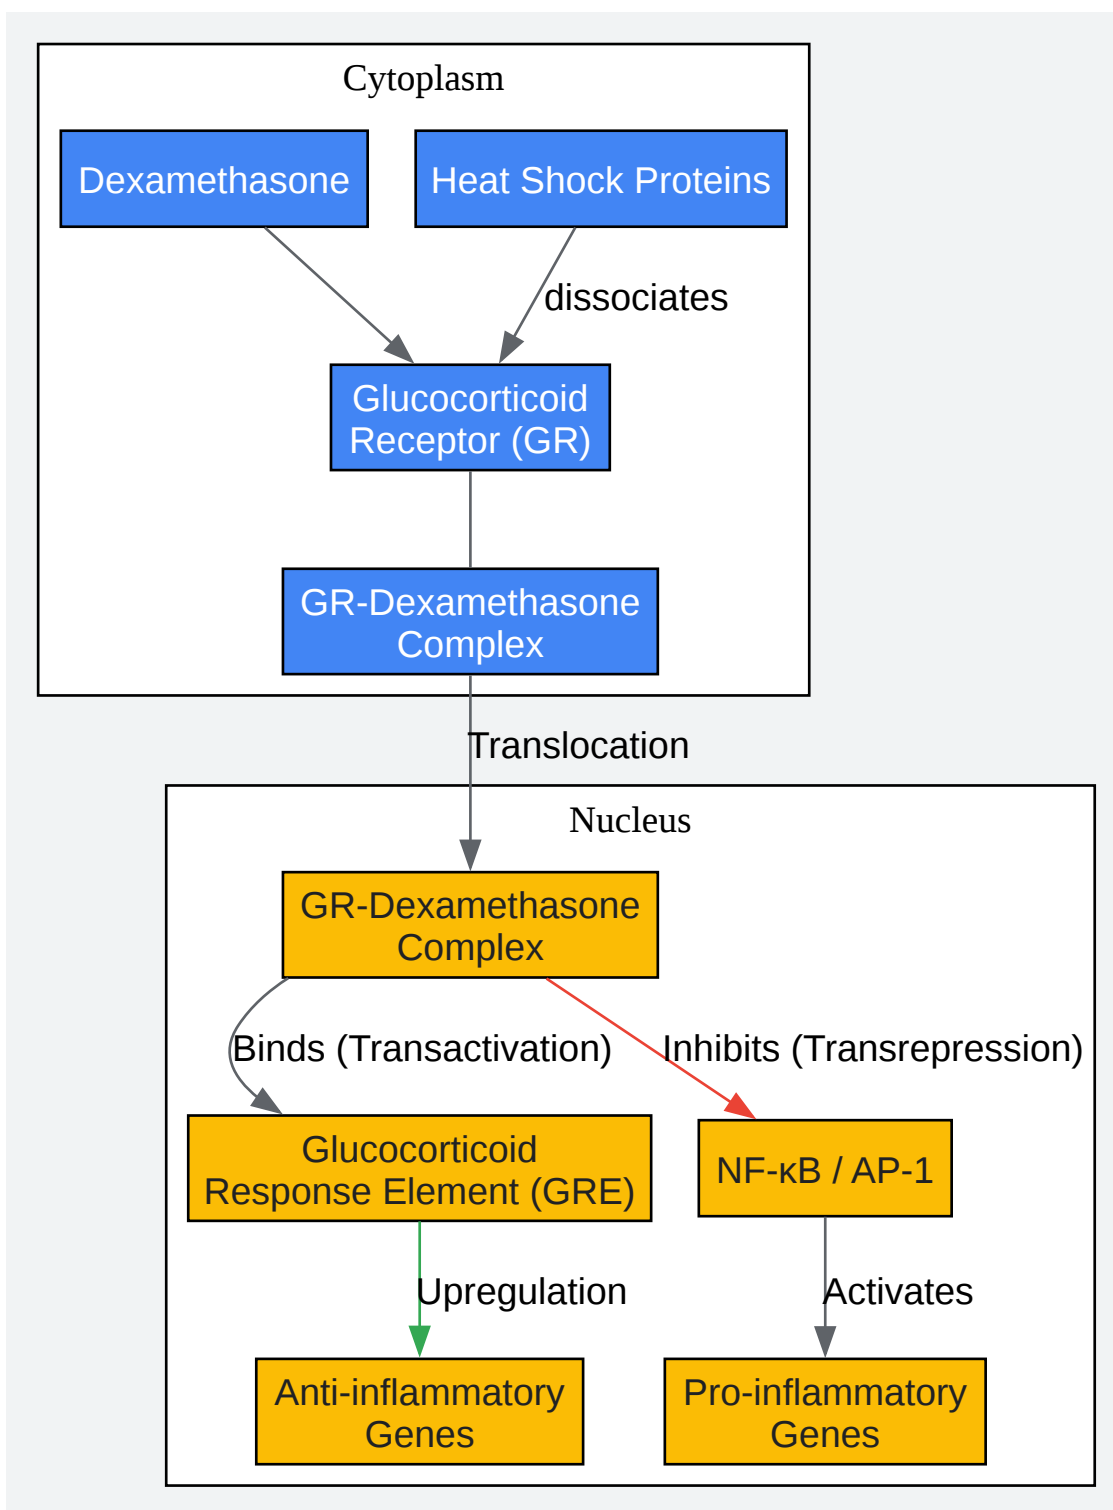 Cytoplasm
Dexamethasone
Heat Shock Proteins
dissociates
Glucocorticoid
Receptor (GR)
GR-Dexamethasone
Complex
Translocation
Nucleus
GR-Dexamethasone
Complex
Binds (Transactivation)
Inhibits (Transrepression)
Glucocorticoid
Response Element (GRE)
NF-κB / AP-1
Upregulation
Activates
Anti-inflammatory
Genes
Pro-inflammatory
Genes